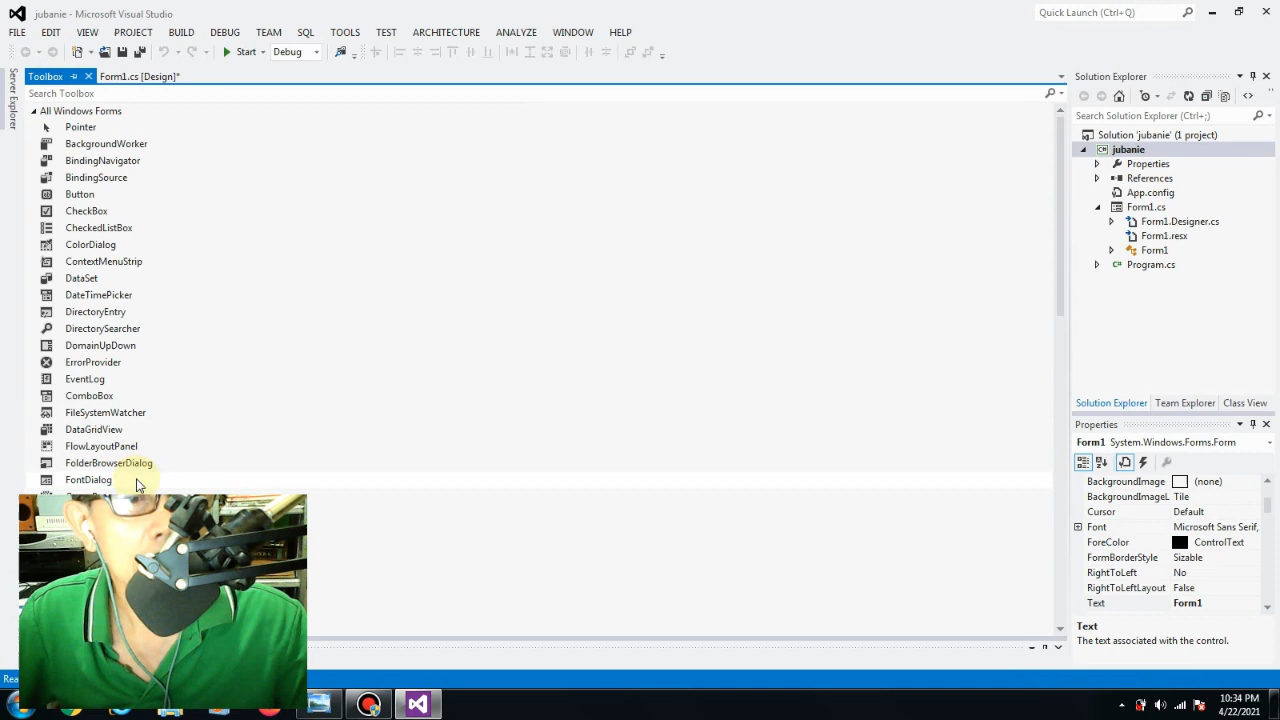 jubanie - Microsoft Visual Studio
Quick Launch (Ctrl+Q)
FILE EDIT VIEW PROJECT BUILD DEBUG TEAM SQL TOOLS TEST ARCHITECTURE ANALYZE WINDOW HELP
Start Debug
Server Explorer
Toolbox Form1.cs [Design]*
Search Toolbox
All Windows Forms
Pointer
BackgroundWorker
BindingNavigator
BindingSource
Button
CheckBox
CheckedListBox
ColorDialog
ContextMenuStrip
DataSet
DateTimePicker
DirectoryEntry
DirectorySearcher
DomainUpDown
ErrorProvider
EventLog
ComboBox
FileSystemWatcher
DataGridView
FlowLayoutPanel
FolderBrowserDialog
FontDialog
Solution Explorer
Search Solution Explorer (Ctrl+;)
Solution 'jubanie' (1 project)
jubanie
Properties
References
App.config
Form1.cs
Form1.Designer.cs
Form1.resx
Form1
Program.cs
Solution Explorer Team Explorer Class View
Properties
Form1 System.Windows.Forms.Form
BackgroundImage (none)
BackgroundImageL Tile
Cursor Default
Font Microsoft Sans Serif,
ForeColor ControlText
FormBorderStyle Sizable
RightToLeft No
RightToLeftLayout False
Text Form1
Text
The text associated with the control.
10:34 PM
4/22/2021